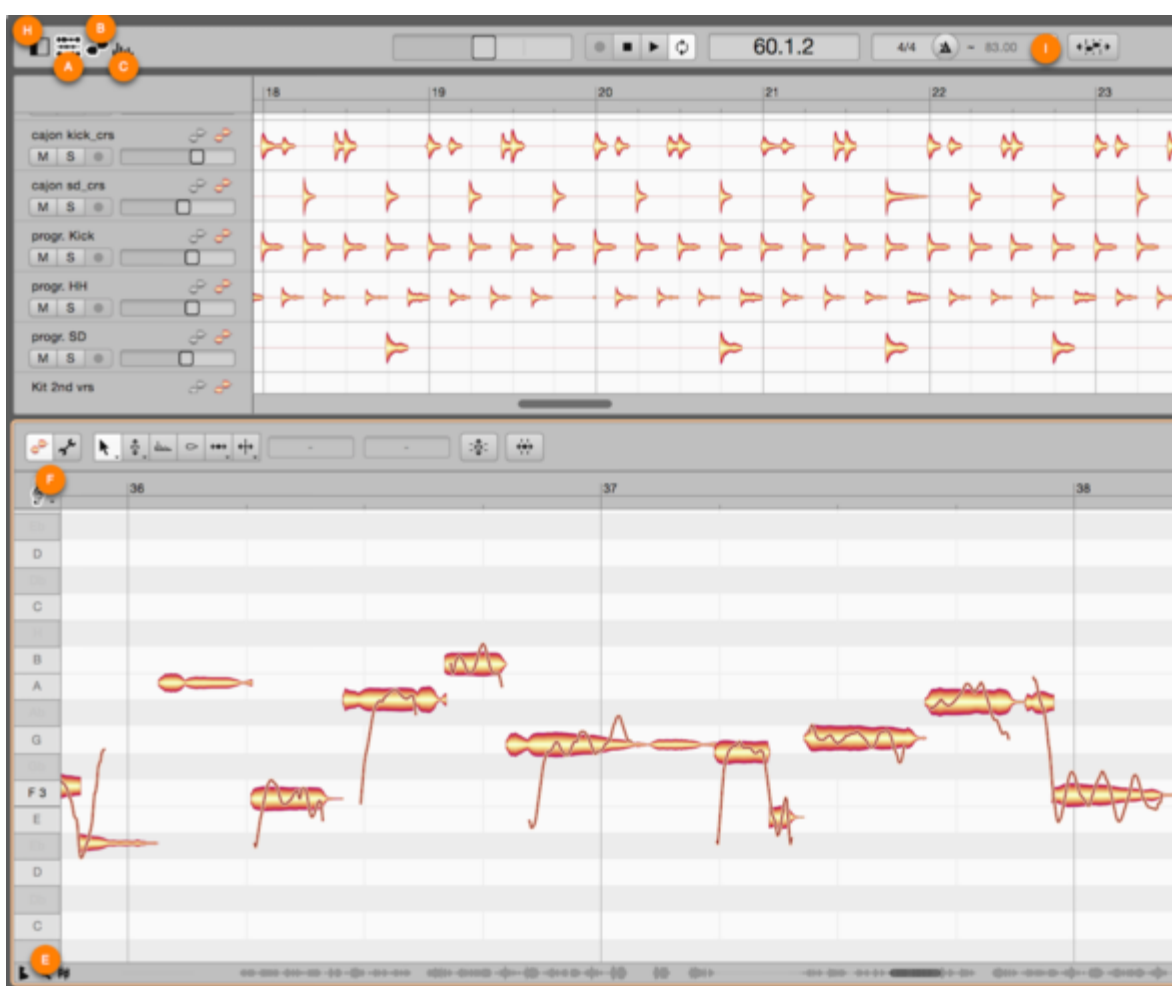 H
B
A
C
60.1.2
4/4
~ 83.00
I
18 19 20 21 22 23
cajon kick_crs
M S
cajon sd_crs
M S
progr. Kick
M S
progr. HH
M S
progr. SD
M S
Kit 2nd vrs
- -
F
36 37 38
D
C
B
A
G
F 3
E
D
C
E